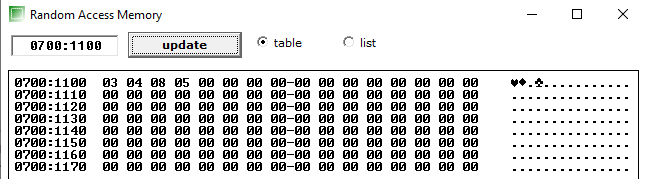 Random Access Memory
0700:1100 update table list
0700:1100 03 04 08 05 00 00 00 00-00 00 00 00 00 00 00 00 ♥♦.♣............
0700:1110 00 00 00 00 00 00 00 00-00 00 00 00 00 00 00 00 ................
0700:1120 00 00 00 00 00 00 00 00-00 00 00 00 00 00 00 00 ................
0700:1130 00 00 00 00 00 00 00 00-00 00 00 00 00 00 00 00 ................
0700:1140 00 00 00 00 00 00 00 00-00 00 00 00 00 00 00 00 ................
0700:1150 00 00 00 00 00 00 00 00-00 00 00 00 00 00 00 00 ................
0700:1160 00 00 00 00 00 00 00 00-00 00 00 00 00 00 00 00 ................
0700:1170 00 00 00 00 00 00 00 00-00 00 00 00 00 00 00 00 ................